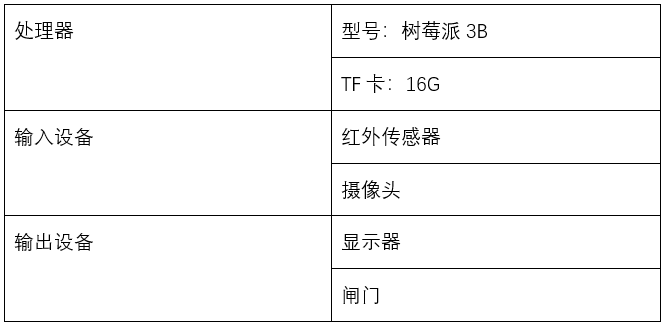 处理器
型号：树莓派 3B
TF 卡：16G
输入设备
红外传感器
摄像头
输出设备
显示器
闸门